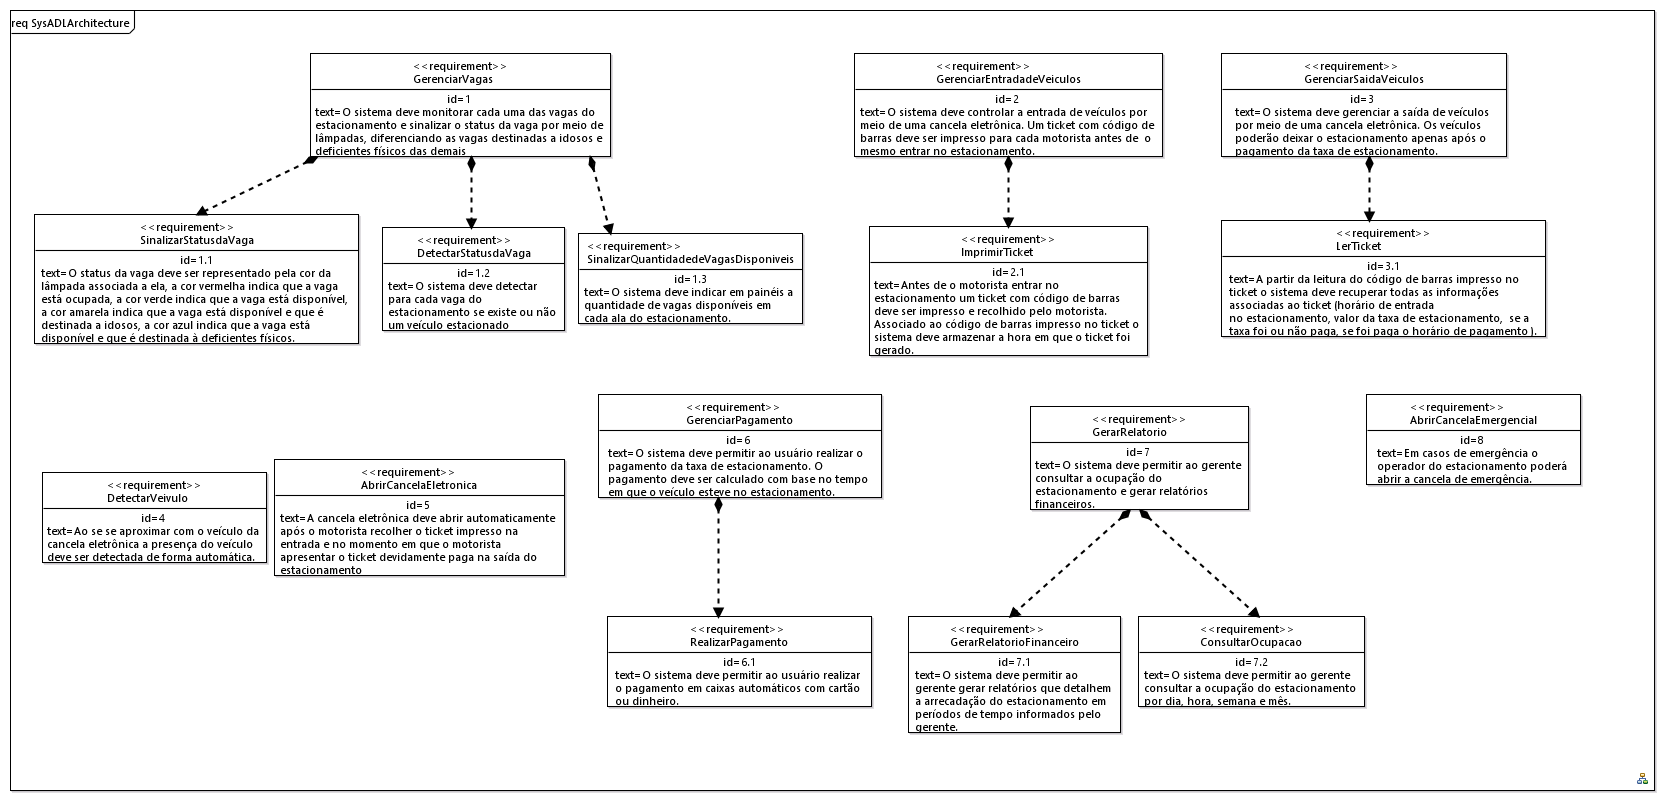 req SysADLArchitecture
<<requirement>>
GerenciarVagas
id=1
text=O sistema deve monitorar cada uma das vagas do
estacionamento e sinalizar o status da vaga por meio de
lâmpadas, diferenciando as vagas destinadas a idosos e
deficientes físicos das demais
<<requirement>>
GerenciarEntradadeVeiculos
id=2
text=O sistema deve controlar a entrada de veículos por
meio de uma cancela eletrônica. Um ticket com código de
barras deve ser impresso para cada motorista antes de o
mesmo entrar no estacionamento.
<<requirement>>
GerenciarSaidaVeiculos
id=3
text=O sistema deve gerenciar a saída de veículos
por meio de uma cancela eletrônica. Os veículos
poderão deixar o estacionamento apenas após o
pagamento da taxa de estacionamento.
<<requirement>>
SinalizarStatusdaVaga
id=1.1
text=O status da vaga deve ser representado pela cor da
lâmpada associada a ela, a cor vermelha indica que a vaga
está ocupada, a cor verde indica que a vaga está disponível,
a cor amarela indica que a vaga está disponível e que é
destinada a idosos, a cor azul indica que a vaga está
disponível e que é destinada à deficientes físicos.
<<requirement>>
DetectarStatusdaVaga
id=1.2
text=O sistema deve detectar
para cada vaga do
estacionamento se existe ou não
um veículo estacionado
<<requirement>>
SinalizarQuantidadedeVagasDisponiveis
id=1.3
text=O sistema deve indicar em painéis a
quantidade de vagas disponíveis em
cada ala do estacionamento.
<<requirement>>
ImprimirTicket
id=2.1
text=Antes de o motorista entrar no
estacionamento um ticket com código de barras
deve ser impresso e recolhido pelo motorista.
Associado ao código de barras impresso no ticket o
sistema deve armazenar a hora em que o ticket foi
gerado.
<<requirement>>
LerTicket
id=3.1
text=A partir da leitura do código de barras impresso no
ticket o sistema deve recuperar todas as informações
associadas ao ticket (horário de entrada
no estacionamento, valor da taxa de estacionamento, se a
taxa foi ou não paga, se foi paga o horário de pagamento ).
<<requirement>>
DetectarVeivulo
id=4
text=Ao se se aproximar com o veículo da
cancela eletrônica a presença do veículo
deve ser detectada de forma automática.
<<requirement>>
AbrirCancelaEletronica
id=5
text=A cancela eletrônica deve abrir automaticamente
após o motorista recolher o ticket impresso na
entrada e no momento em que o motorista
apresentar o ticket devidamente paga na saída do
estacionamento
<<requirement>>
GerenciarPagamento
id=6
text=O sistema deve permitir ao usuário realizar o
pagamento da taxa de estacionamento. O
pagamento deve ser calculado com base no tempo
em que o veículo esteve no estacionamento.
<<requirement>>
GerarRelatorio
id=7
text=O sistema deve permitir ao gerente
consultar a ocupação do
estacionamento e gerar relatórios
financeiros.
<<requirement>>
AbrirCancelaEmergencial
id=8
text=Em casos de emergência o
operador do estacionamento poderá
abrir a cancela de emergência.
<<requirement>>
RealizarPagamento
id=6.1
text=O sistema deve permitir ao usuário realizar
o pagamento em caixas automáticos com cartão
ou dinheiro.
<<requirement>>
GerarRelatorioFinanceiro
id=7.1
text=O sistema deve permitir ao
gerente gerar relatórios que detalhem
a arrecadação do estacionamento em
períodos de tempo informados pelo
gerente.
<<requirement>>
ConsultarOcupacao
id=7.2
text=O sistema deve permitir ao gerente
consultar a ocupação do estacionamento
por dia, hora, semana e mês.